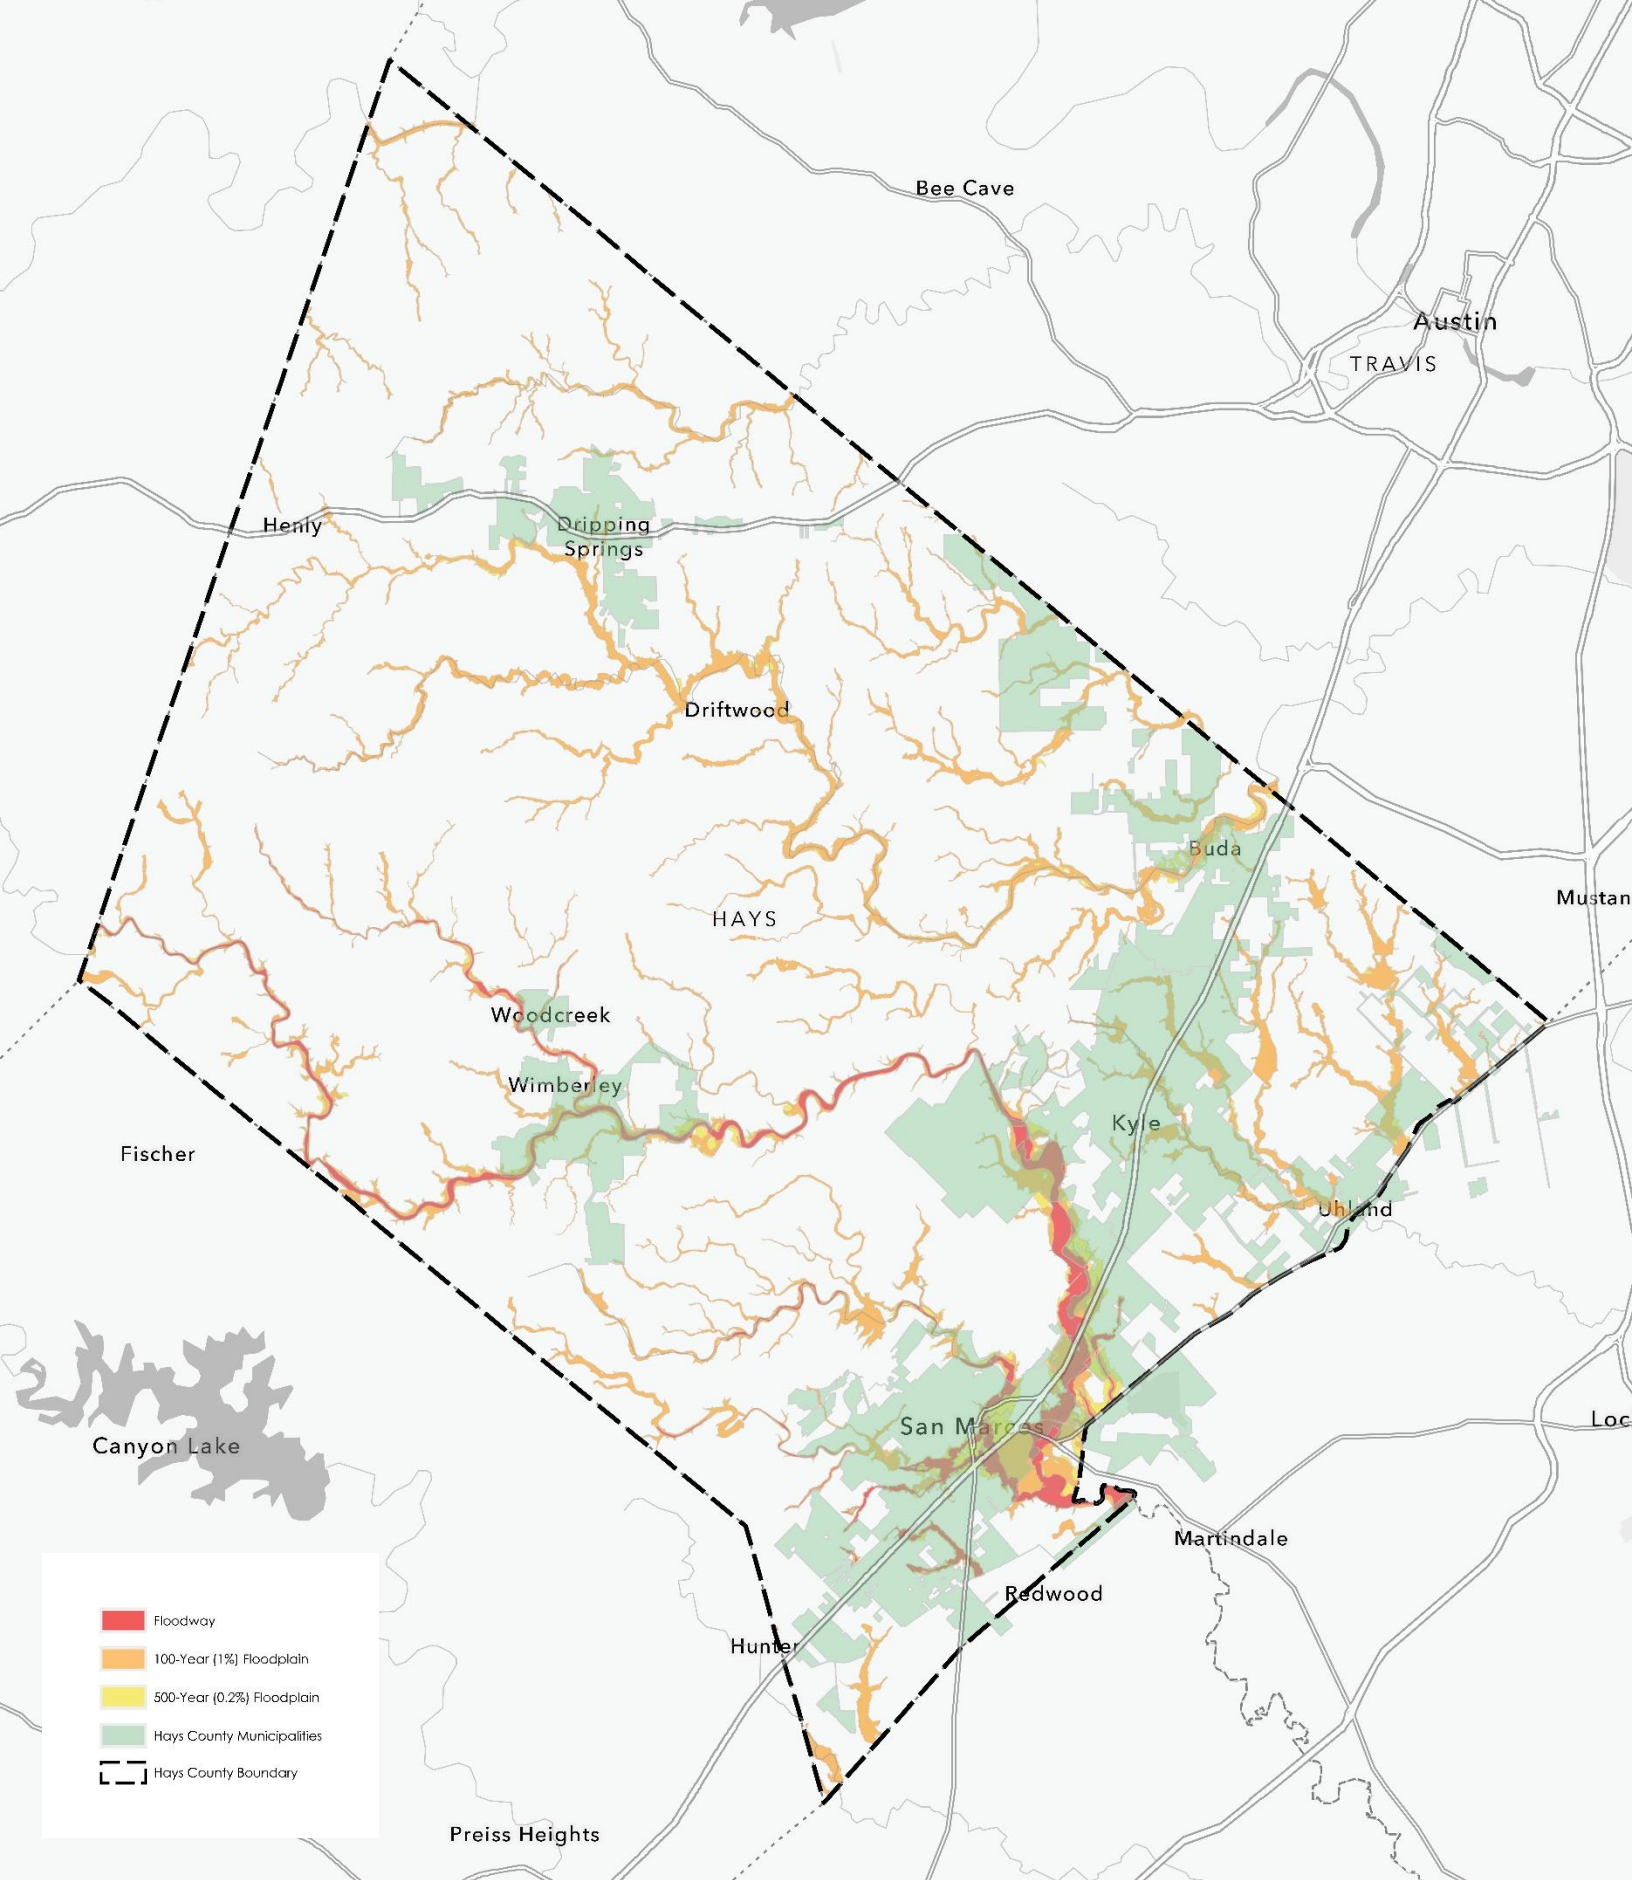 Bee Cave
Austin
TRAVIS
Henly
Dripping
Springs
Driftwood
Buda
Mustan
HAYS
Woodcreek
Wimberley
Kyle
Fischer
Uhland
San Marcos
Loc
Canyon Lake
Martindale
Redwood
Hunter
Floodway
100-Year (1%) Floodplain
500-Year (0.2%) Floodplain
Hays County Municipalities
Hays County Boundary
Preiss Heights